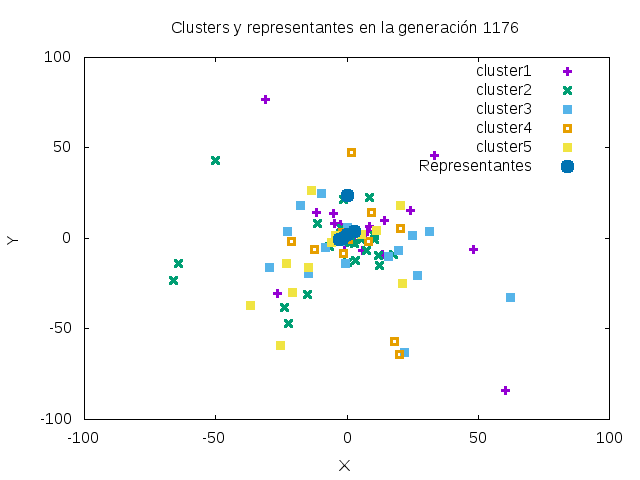 Clusters y representantes en la generación 1176
100
50
0
-50
-100
-100
-50
0
50
100
Y
X
cluster1
cluster2
cluster3
cluster4
cluster5
Representantes